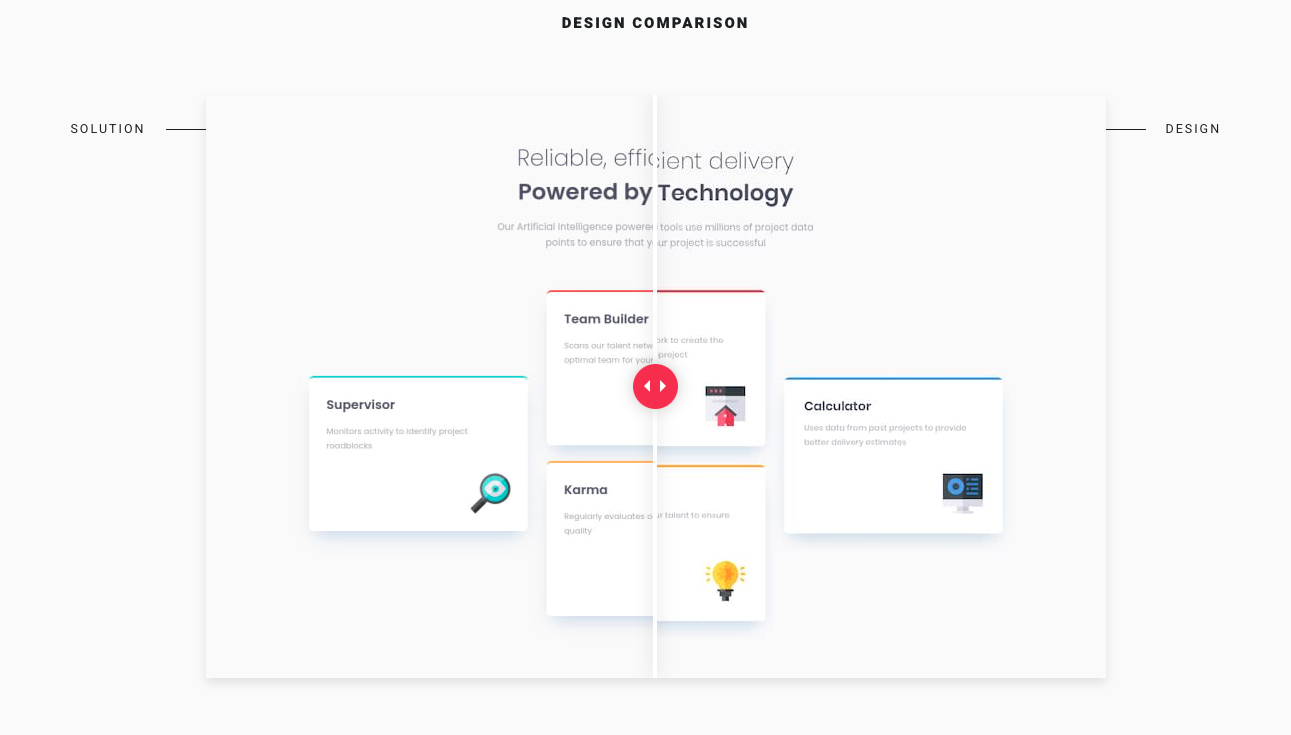 DESIGN COMPARISON
SOLUTION
DESIGN
Reliable, efficient delivery
Powered by Technology
Our Artificial Intelligence powered tools use millions of project data
points to ensure that your project is successful
Team Builder
Scans our talent network to create the
optimal team for your project
Supervisor
Monitors activity to identify project
roadblocks
Calculator
Uses data from past projects to provide
better delivery estimates
Karma
Regularly evaluates our talent to ensure
quality